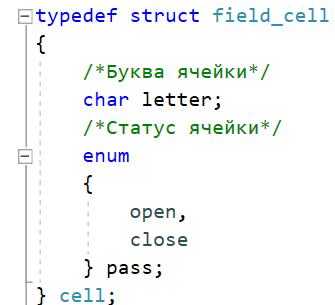 typedef struct field_cell
{
/*Буква ячейки*/
char letter;
/*Статус ячейки*/
enum
{
open,
close
} pass;
} cell;